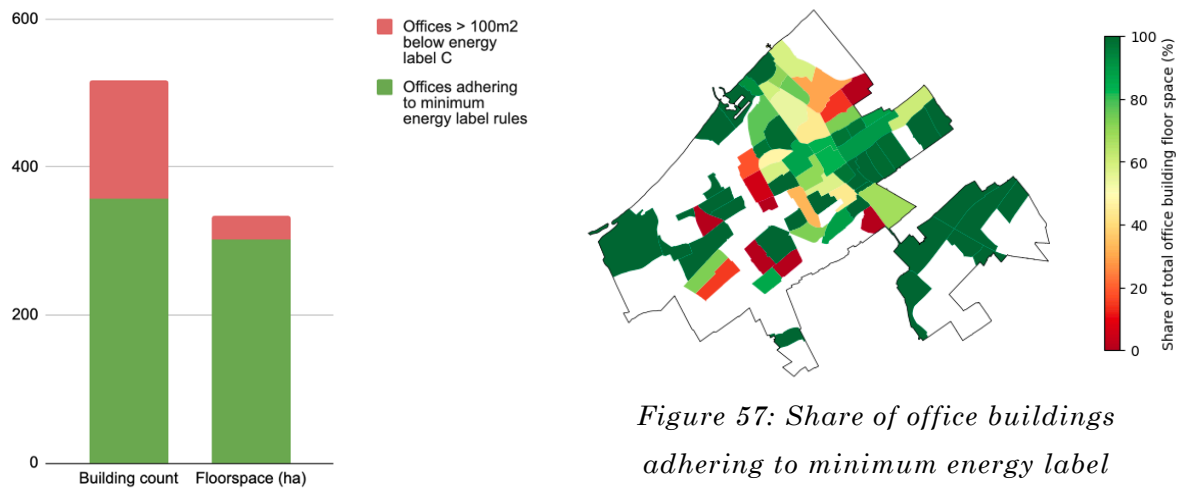 600
400
200
0
Building count
Floorspace (ha)
Offices > 100m2
below energy
label C
Offices adhering
to minimum
energy label rules
100
80
60
40
20
0
Share of total office building floor space (%)
Figure 57: Share of office buildings
adhering to minimum energy label